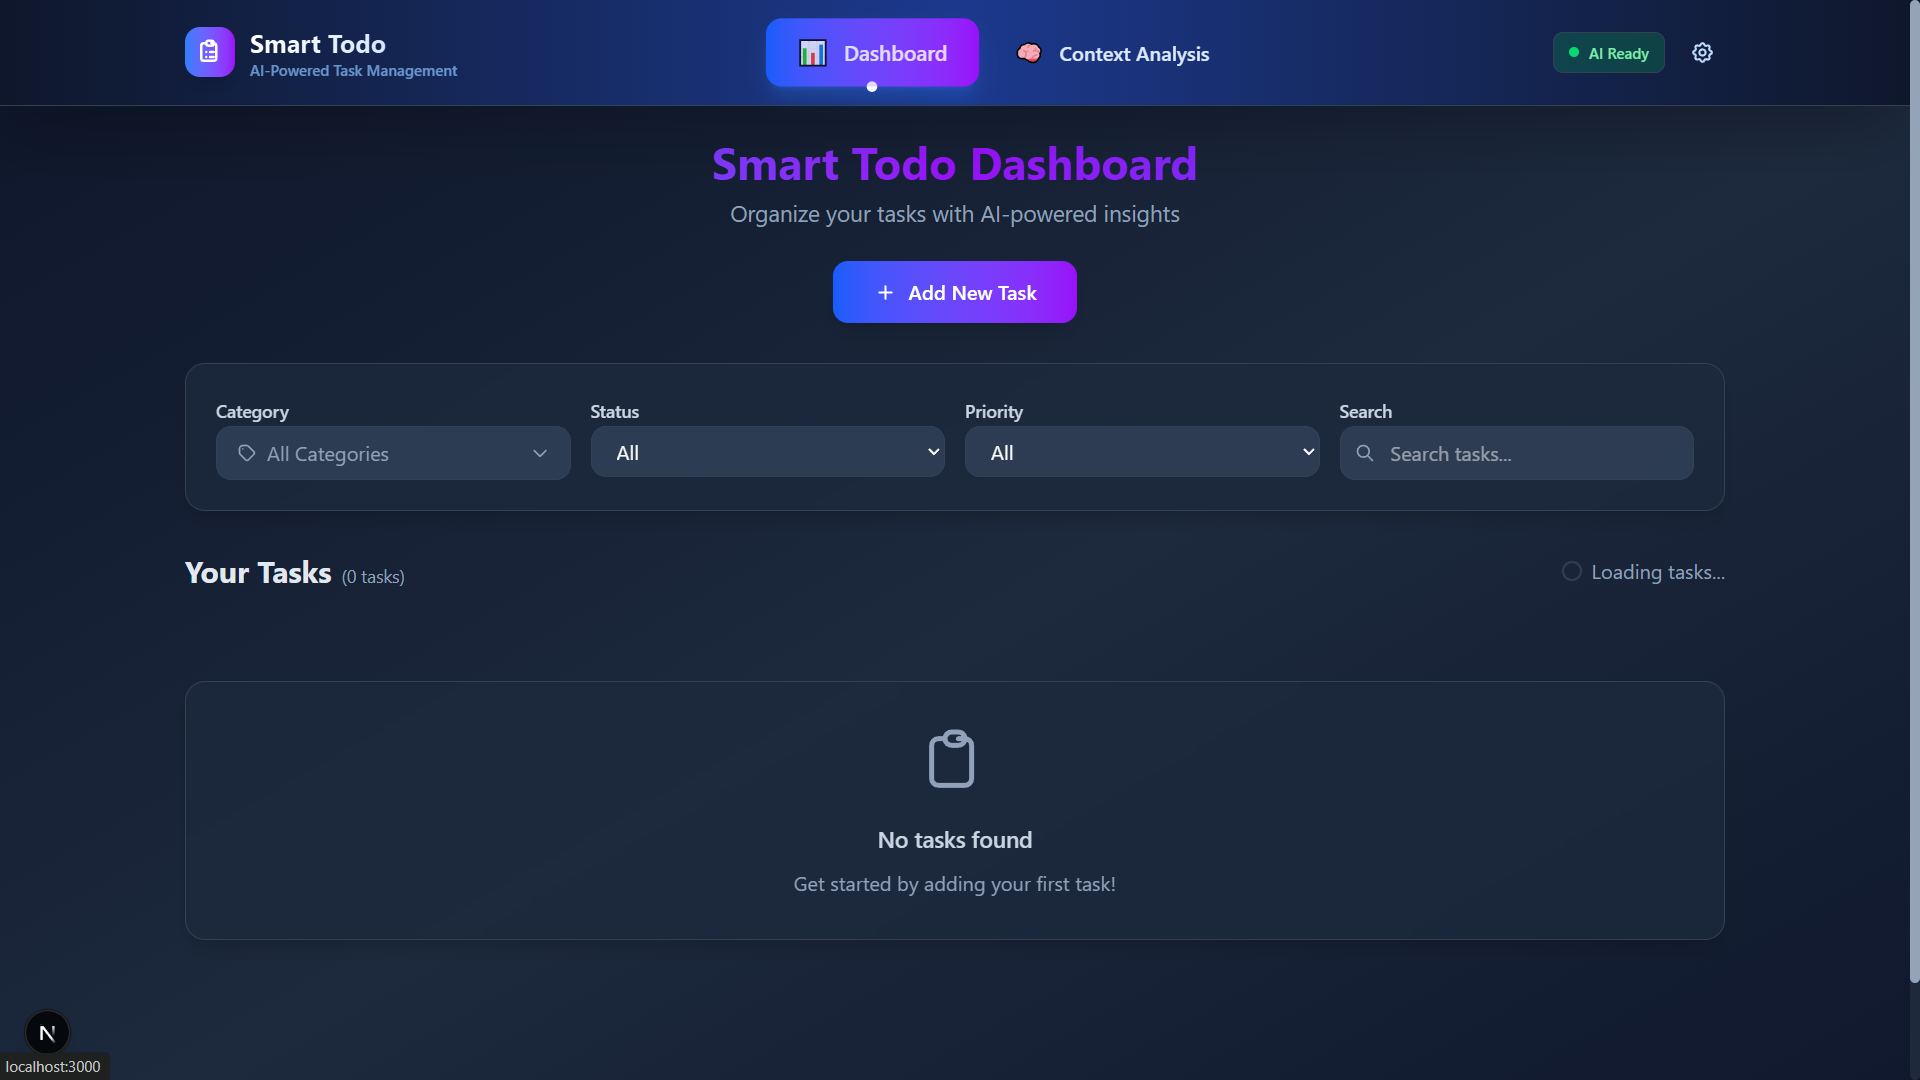 Smart Todo
AI-Powered Task Management
Dashboard
Context Analysis
AI Ready
Smart Todo Dashboard
Organize your tasks with AI-powered insights
+ Add New Task
Category
Status
Priority
Search
All Categories
All
All
Search tasks...
Your Tasks (0 tasks)
Loading tasks...
No tasks found
Get started by adding your first task!
N
localhost:3000